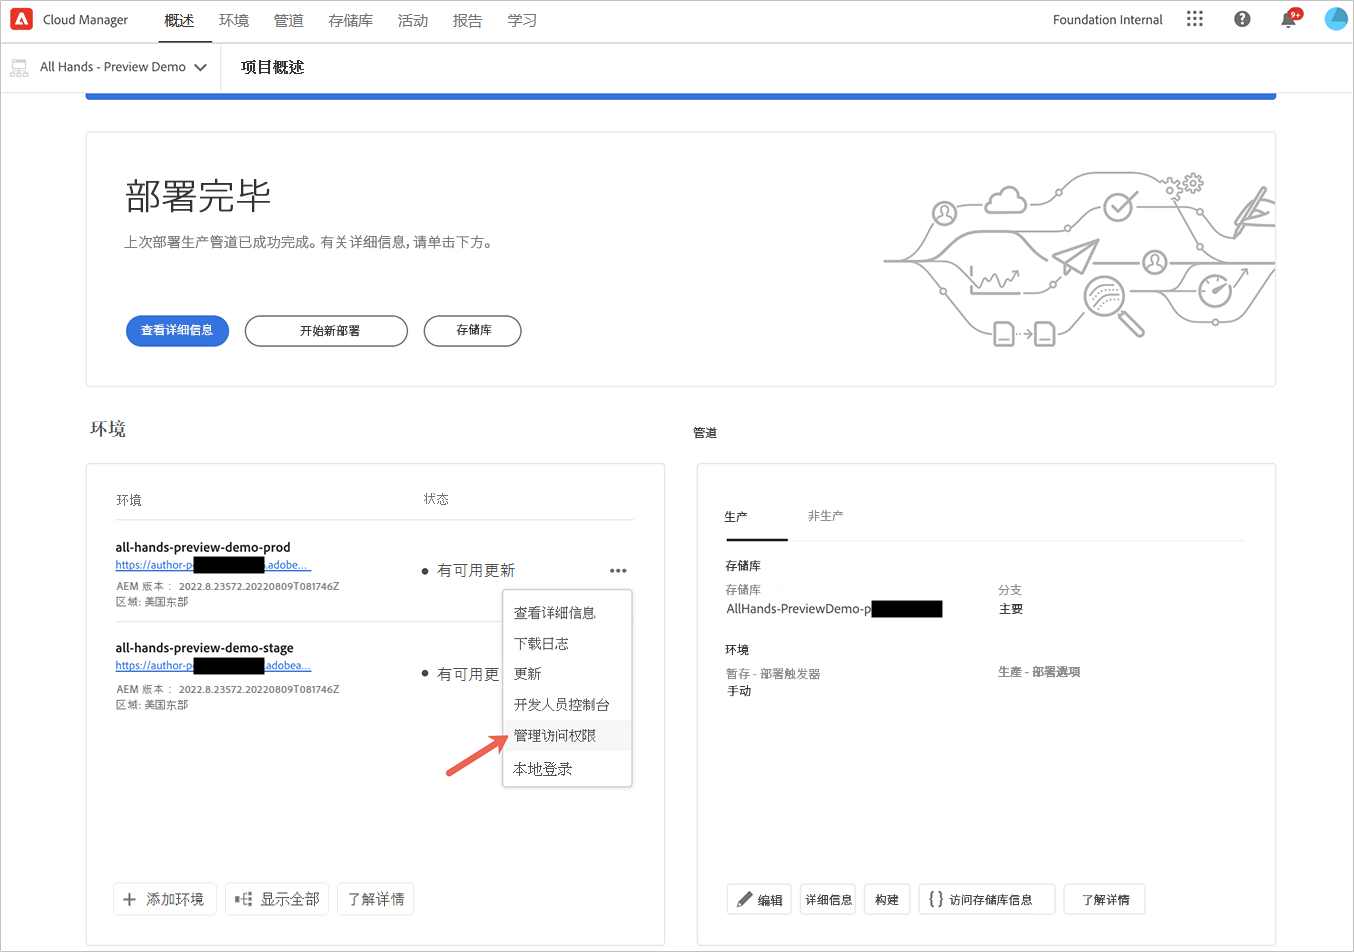 Cloud Manager 概述 环境 管道 存储库 活动 报告 学习 Foundation Internal 9+
All Hands - Preview Demo 项目概述
部署完毕
上次部署生产管道已成功完成。有关详细信息,请单击下方。
查看详细信息 开始新部署 存储库
环境
环境 状态
all-hands-preview-demo-prod
https://author-p .adobe...
AEM 版本： 2022.8.23572.20220809T081746Z
区域: 美国东部
有可用更新
all-hands-preview-demo-stage
https://author-p adobea...
AEM 版本： 2022.8.23572.20220809T081746Z
区域: 美国东部
有可用更
查看详细信息
下载日志
更新
开发人员控制台
管理访问权限
本地登录
添加环境 显示全部 了解详情
管道
生产 非生产
存储库
存储库 分支
AllHands-PreviewDemo-p 主要
环境
暂存 - 部署触发器 生產 - 部署選項
手动
编辑 详细信息 构建 访问存储库信息 了解详情